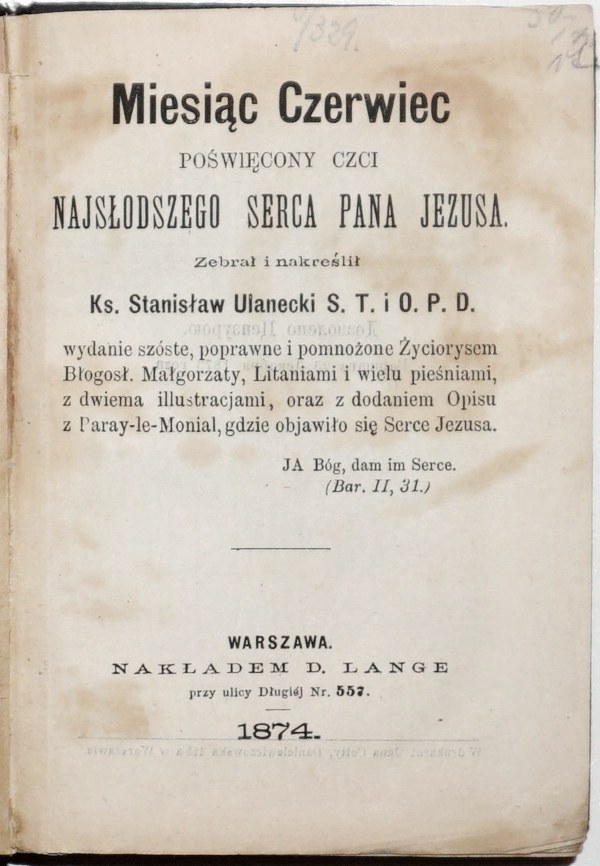 329.
Miesiąc Czerwiec
POŚWIĘCONY CZCI
NAJSŁODSZEGO SERCA PANA JEZUSA.
Zebrał i nakreślił
Ks. Stanisław Ulanecki S. T. i O. P. D.
wydanie szóste, poprawne i pomnożone Życiorysem
Błogosł. Małgorzaty, Litaniami i wielu pieśniami,
z dwiema illustracjami, oraz z dodaniem Opisu
z Paray-le-Monial, gdzie objawiło się Serce Jezusa.
JA Bóg, dam im Serce.
(Bar. II, 31.)
WARSZAWA.
NAKŁADEM D. LANGE
przy ulicy Długiéj Nr. 557.
1874.